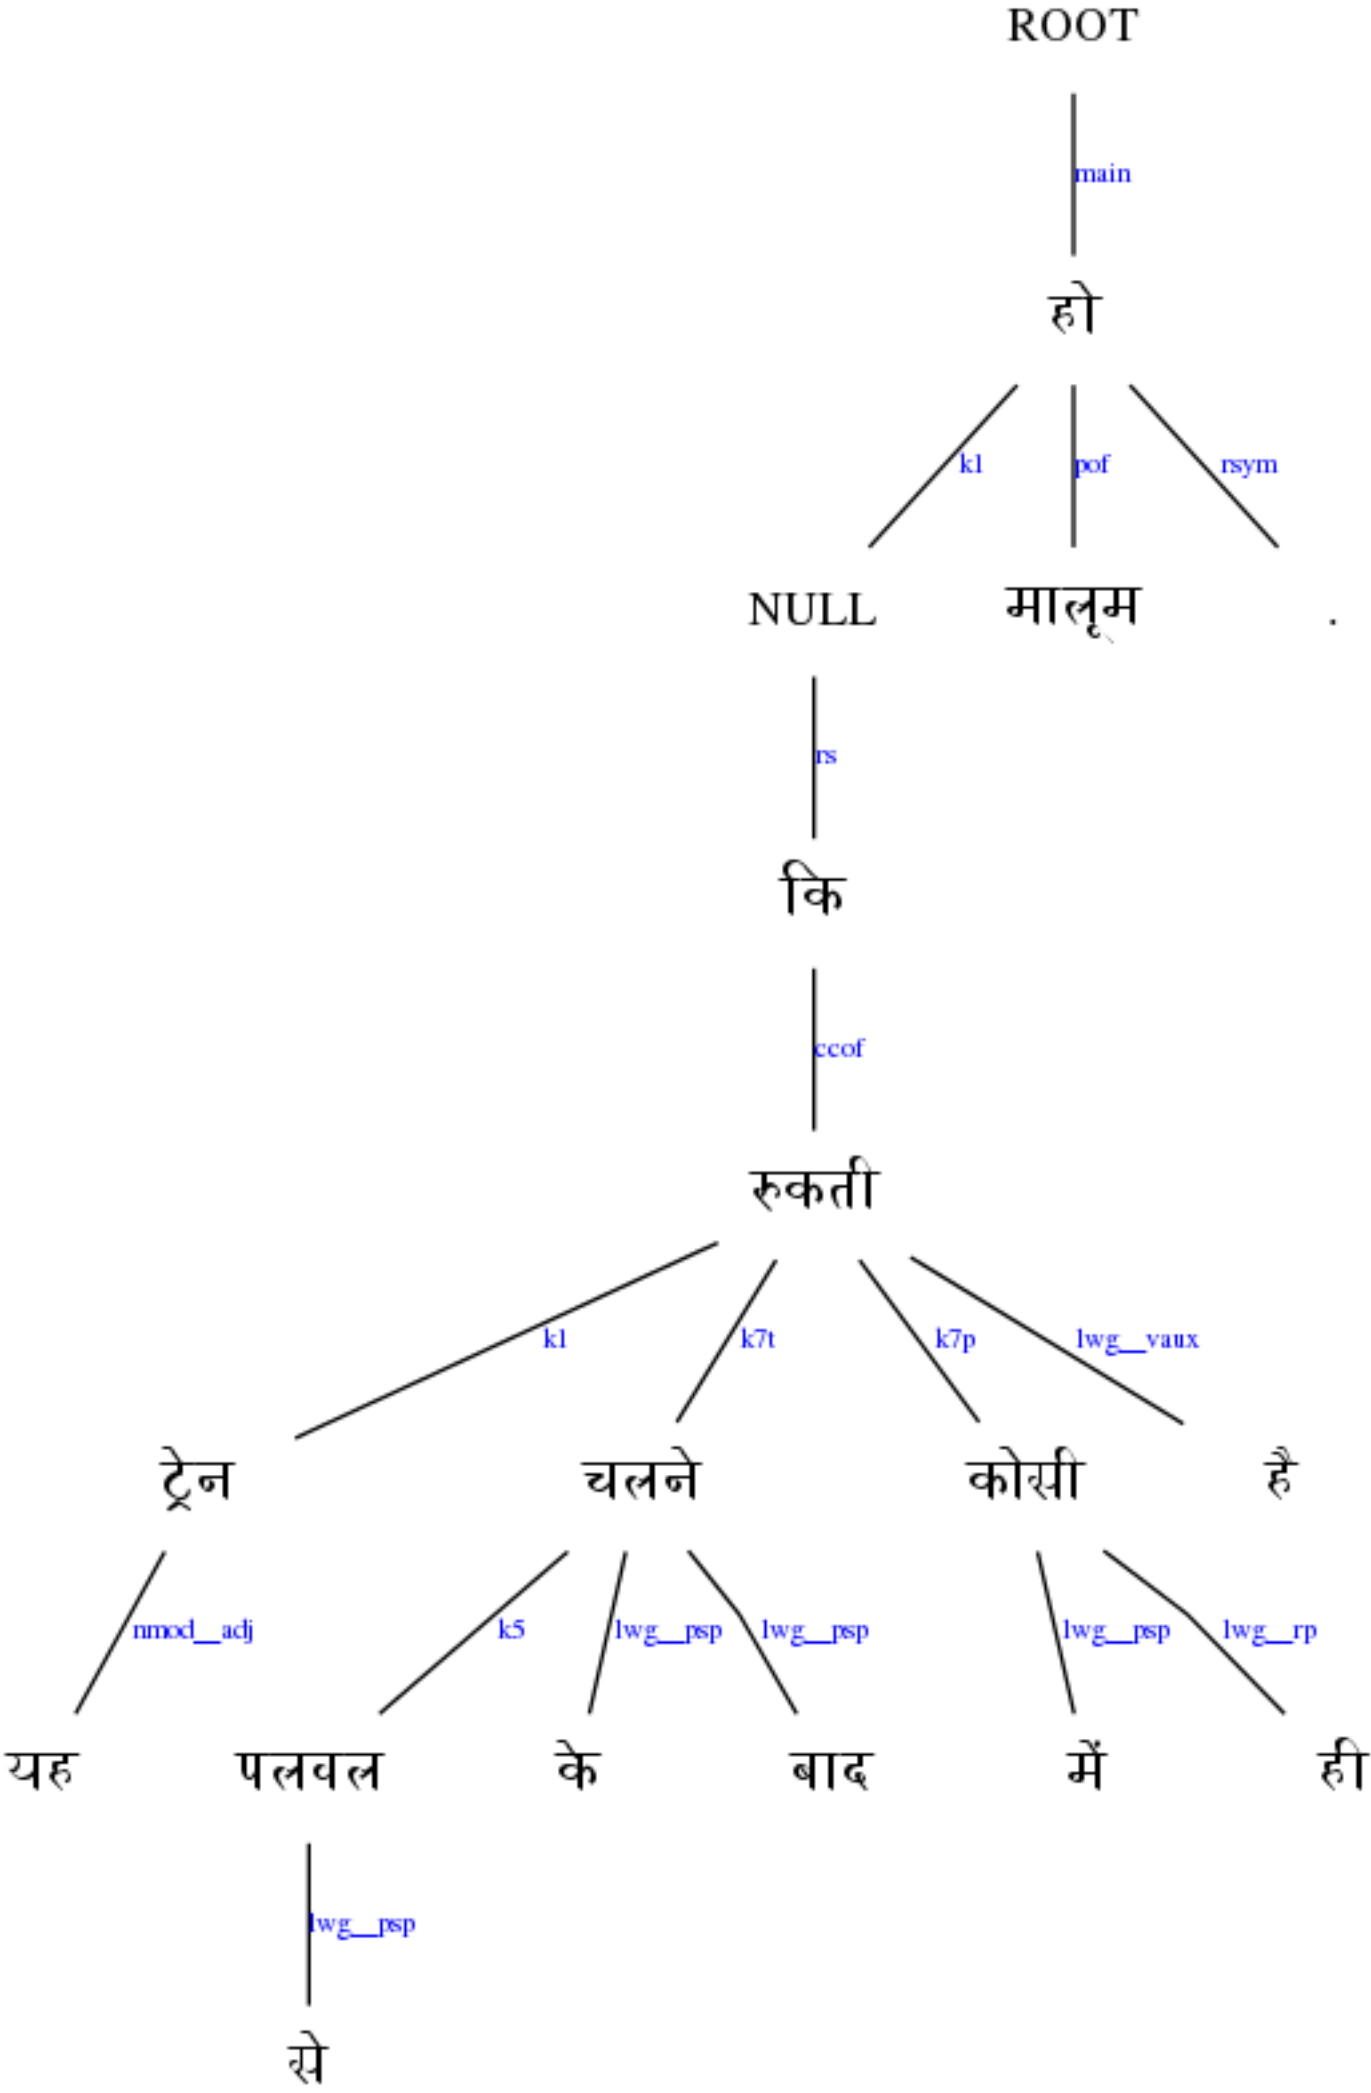 ROOT
main
हो
k1 pof rsym
NULL मालूम .
rs
कि
ccof
रुकती
k1 k7t k7p lwg__vaux
ट्रेन चलने कोसी है
nmod__adj k5 lwg__psp lwg__psp lwg__psp lwg__rp
यह पलवल के बाद में ही
lwg__psp
से